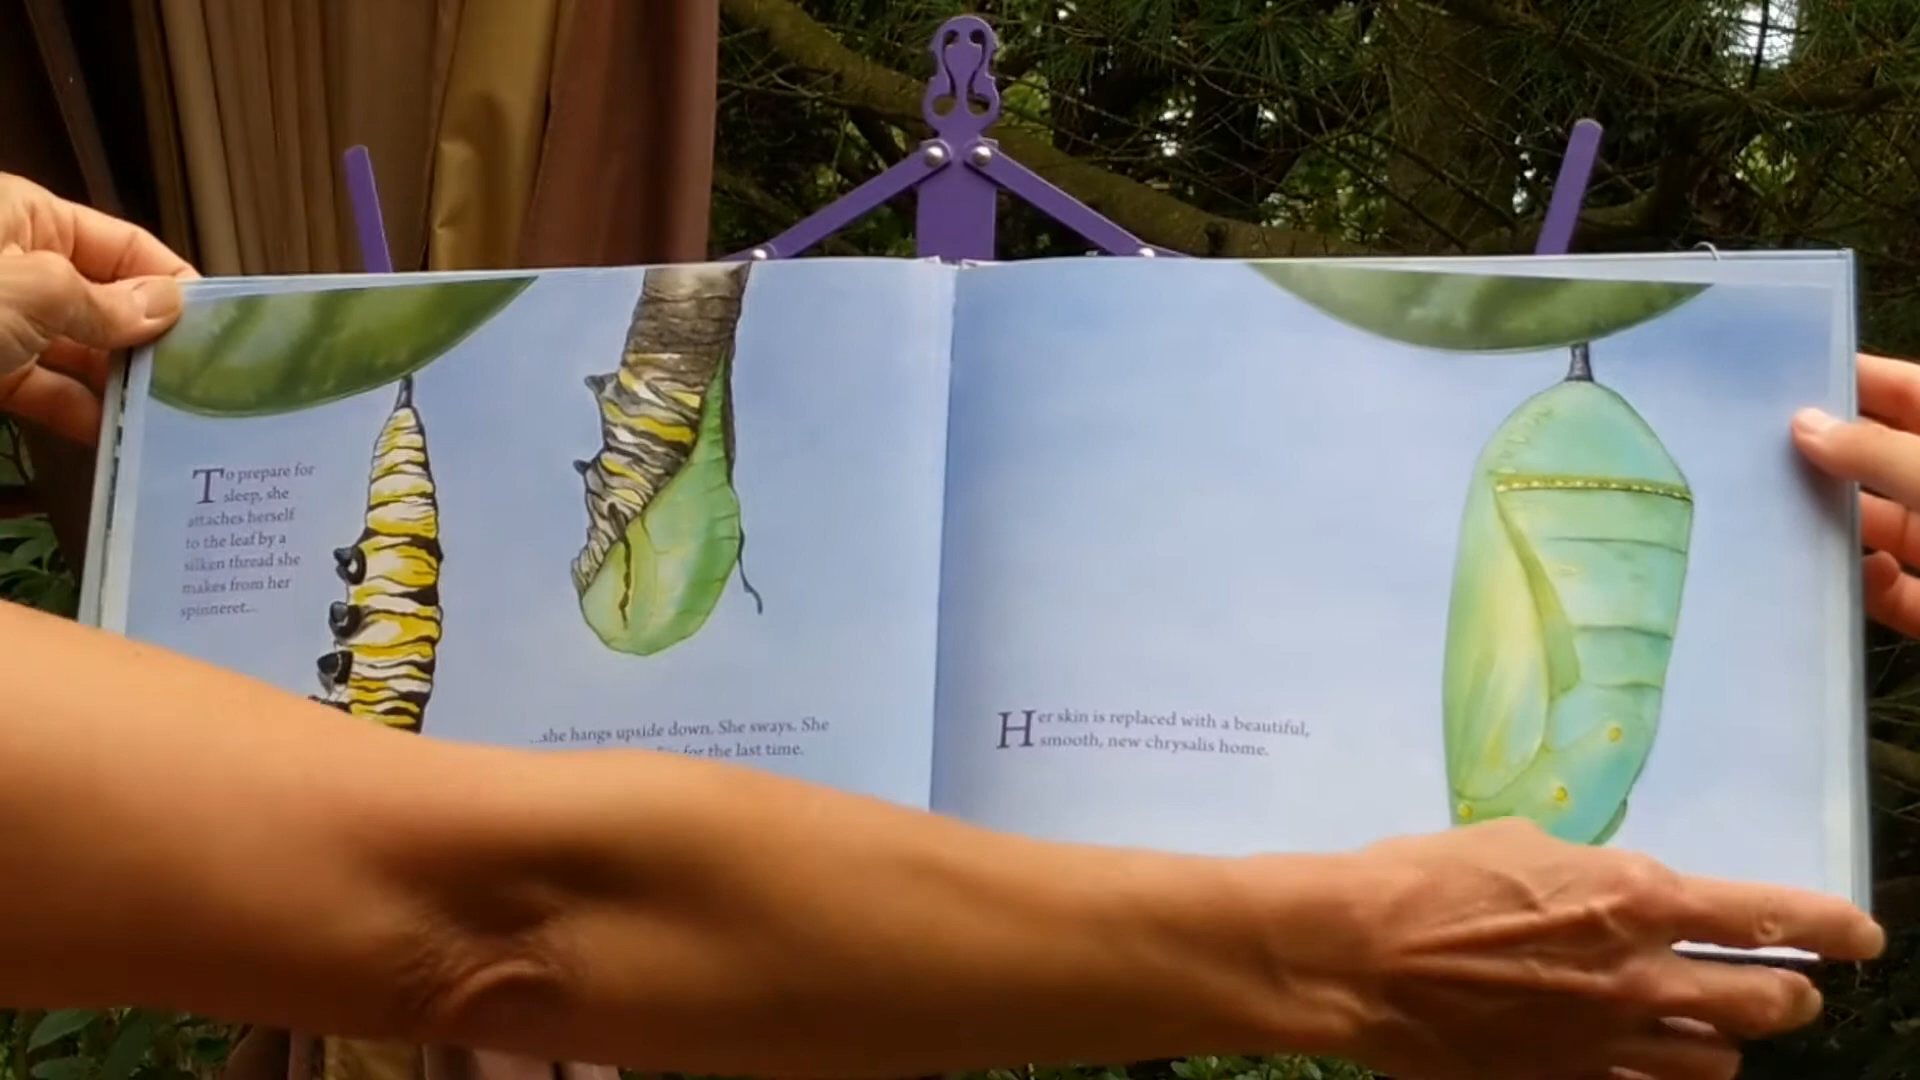 To prepare for
sleep, she
attaches herself
to the leaf by a
silken thread she
makes from her
spinneret...
...she hangs upside down. She sways. She
for the last time.
Her skin is replaced with a beautiful,
smooth, new chrysalis home.